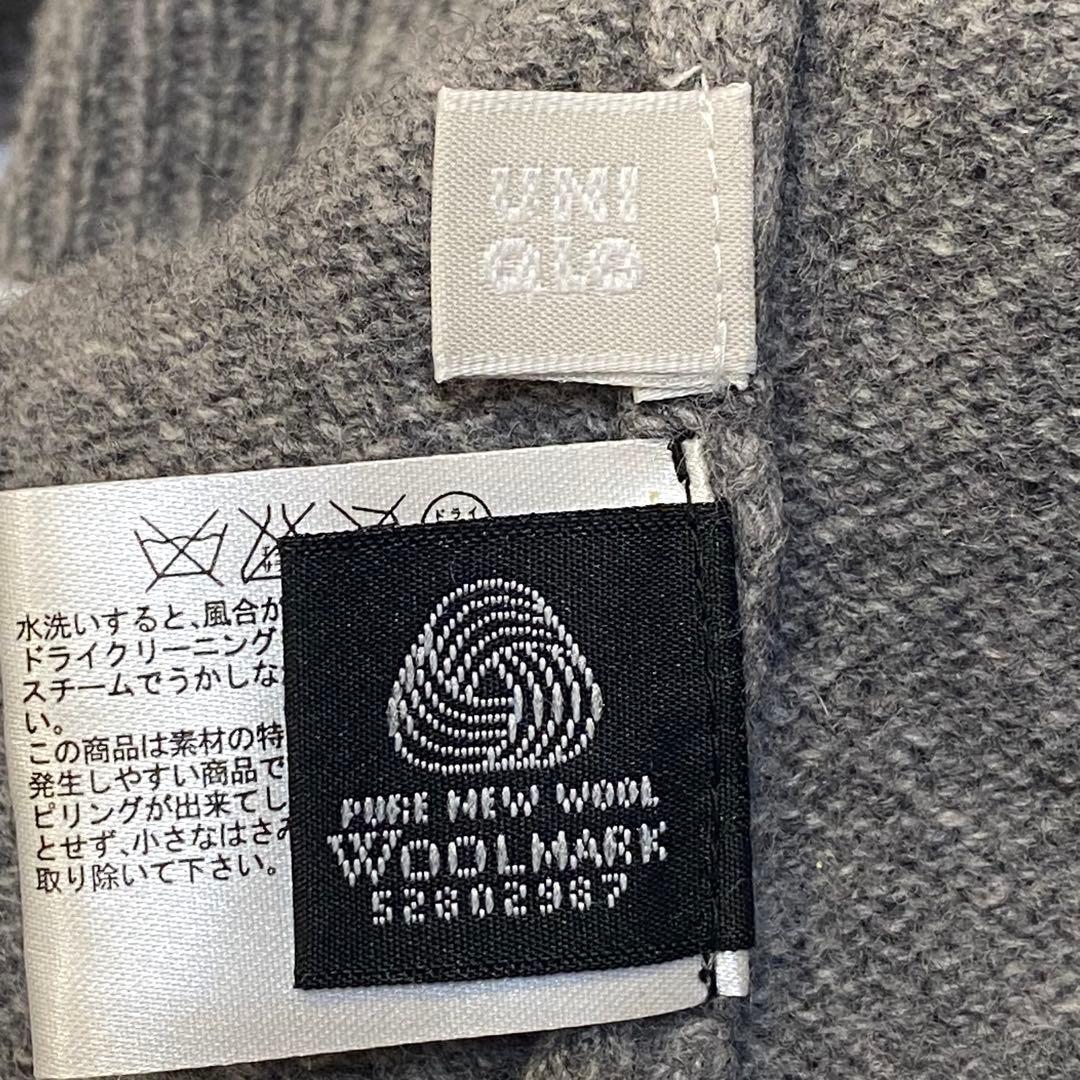 UNI
QLO
ドライ
水洗いすると、風合が
ドライクリーニング
スチームでうかしな
い。
この商品は素材の特
発生しやすい商品で
ピリングが出来てし
とせず、小さなはさみ
取り除いて下さい。
PURE NEW WOOL
WOOLMARK
52602967